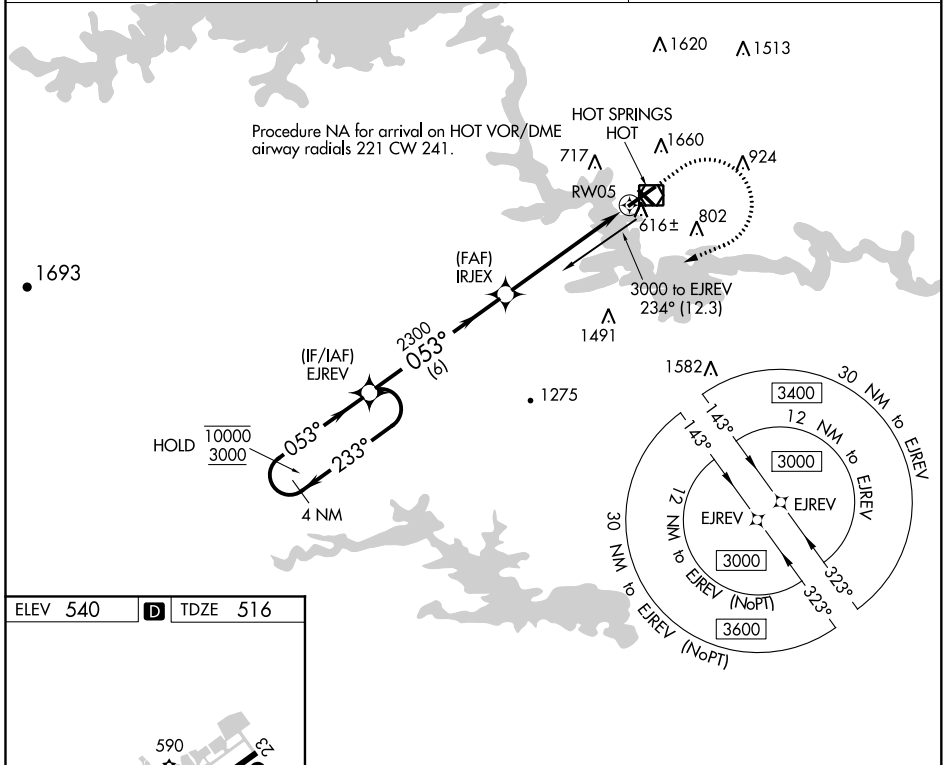 1620
1513
HOT SPRINGS
HOT
Procedure NA for arrival on HOT VOR/DME
airway radials 221 CW 241.
1660
717
924
RW05
616±
802
1693
(FAF)
IRJEX
3000 to EJREV
234° (12.3)
1491
2300
053°
(6)
(IF/IAF)
EJREV
1582
1275
HOLD
10000
3000
053°
233°
4 NM
30 NM to EJREV
3400
143°
12 NM to EJREV
3000
143°
EJREV
EJREV
30 NM to EJREV (NoPT)
12 NM to EJREV (NoPT)
3000
323°
323°
3600
ELEV 540
D
TDZE 516
590
23